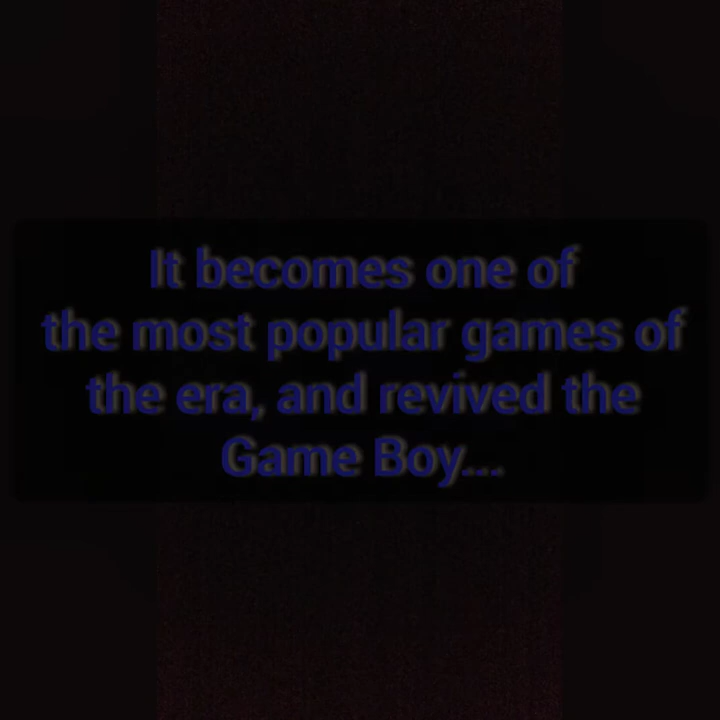 It becomes one of
the most popular games of
the era, and revived the
Game Boy...